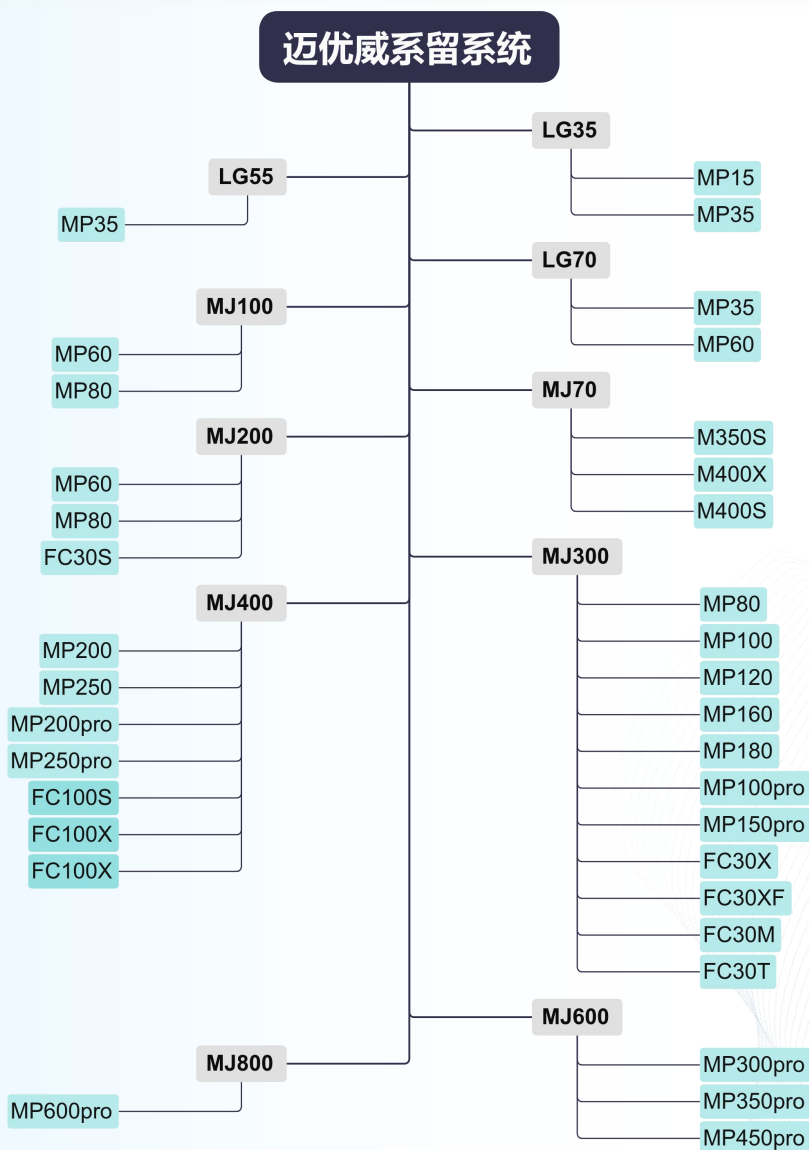 迈优威系留系统
LG35
MP15
MP35
LG55
MP35
LG70
MP35
MP60
MJ100
MP60
MP80
MJ70
M350S
M400X
M400S
MJ200
MP60
MP80
FC30S
MJ300
MP80
MP100
MP120
MP160
MP180
MP100pro
MP150pro
FC30X
FC30XF
FC30M
FC30T
MJ400
MP200
MP250
MP200pro
MP250pro
FC100S
FC100X
FC100X
MJ600
MP300pro
MP350pro
MP450pro
MJ800
MP600pro